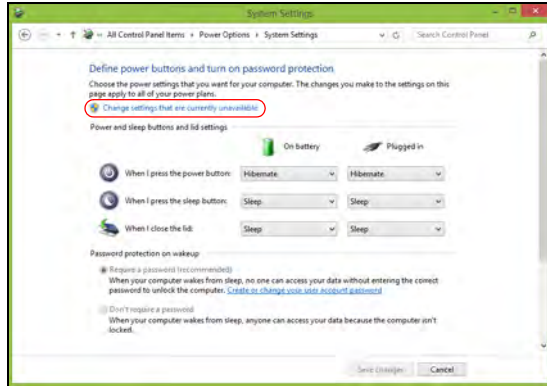 System Settings
« All Control Panel Items › Power Options › System Settings
Search Control Panel
Define power buttons and turn on password protection
Choose the power settings that you want for your computer. The changes you make to the settings on this
page apply to all of your power plans.
Change settings that are currently unavailable
Power and sleep buttons and lid settings
On battery Plugged in
When I press the power button: Hibernate Hibernate
When I press the sleep button: Sleep Sleep
When I close the lid: Sleep Sleep
Password protection on wakeup
Require a password (recommended)
When your computer wakes from sleep, no one can access your data without entering the correct
password to unlock the computer. Create or change your user account password
Don't require a password
When your computer wakes from sleep, anyone can access your data because the computer isn't
locked.
Save changes Cancel